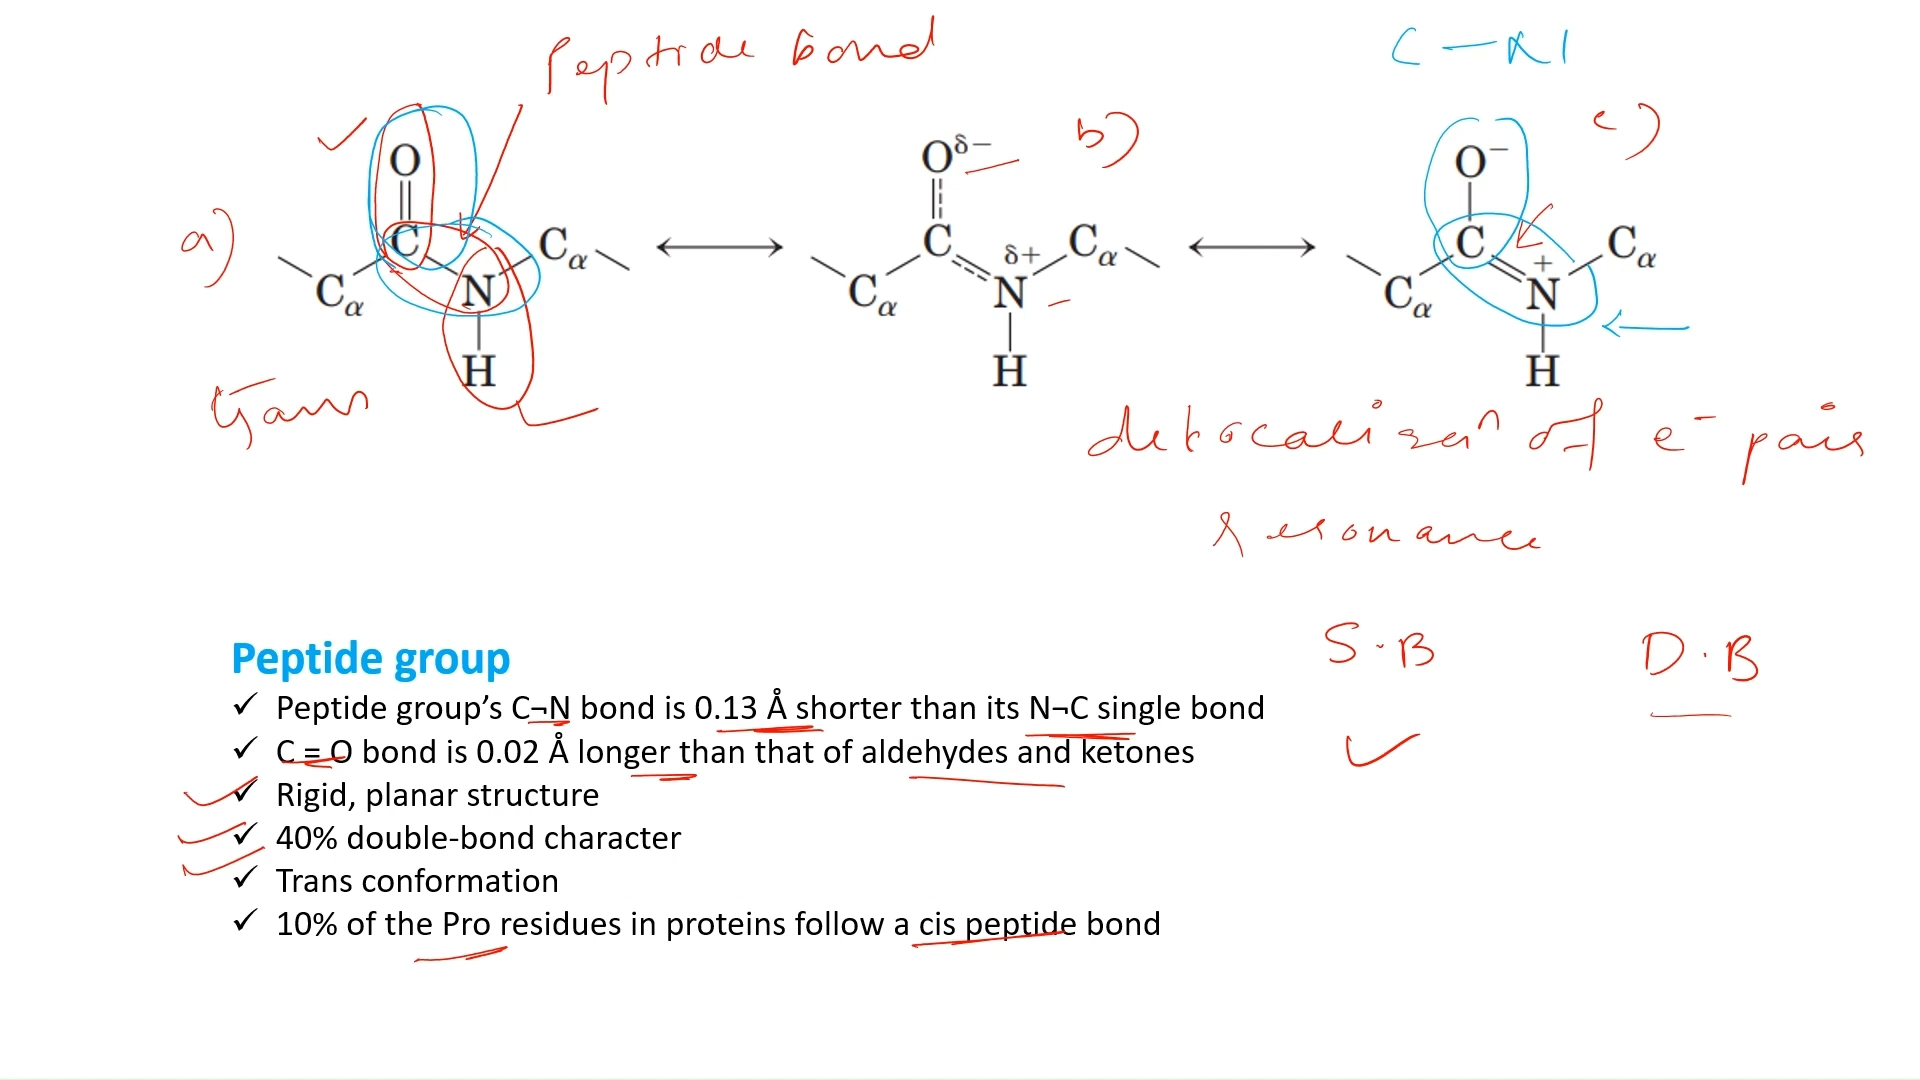 Peptide bond
C-N
a)
b)
c)
O
C
Cα
N
Cα
H
Oδ−
C
δ+
Cα
N
Cα
H
O−
C
+
Cα
N
Cα
H
trans
of e- pair
resonance
S.B
D.B
Peptide group
✓ Peptide group's C¬N bond is 0.13 Å shorter than its N¬C single bond
✓ C = O bond is 0.02 Å longer than that of aldehydes and ketones
✓ Rigid, planar structure
✓ 40% double-bond character
✓ Trans conformation
✓ 10% of the Pro residues in proteins follow a cis peptide bond